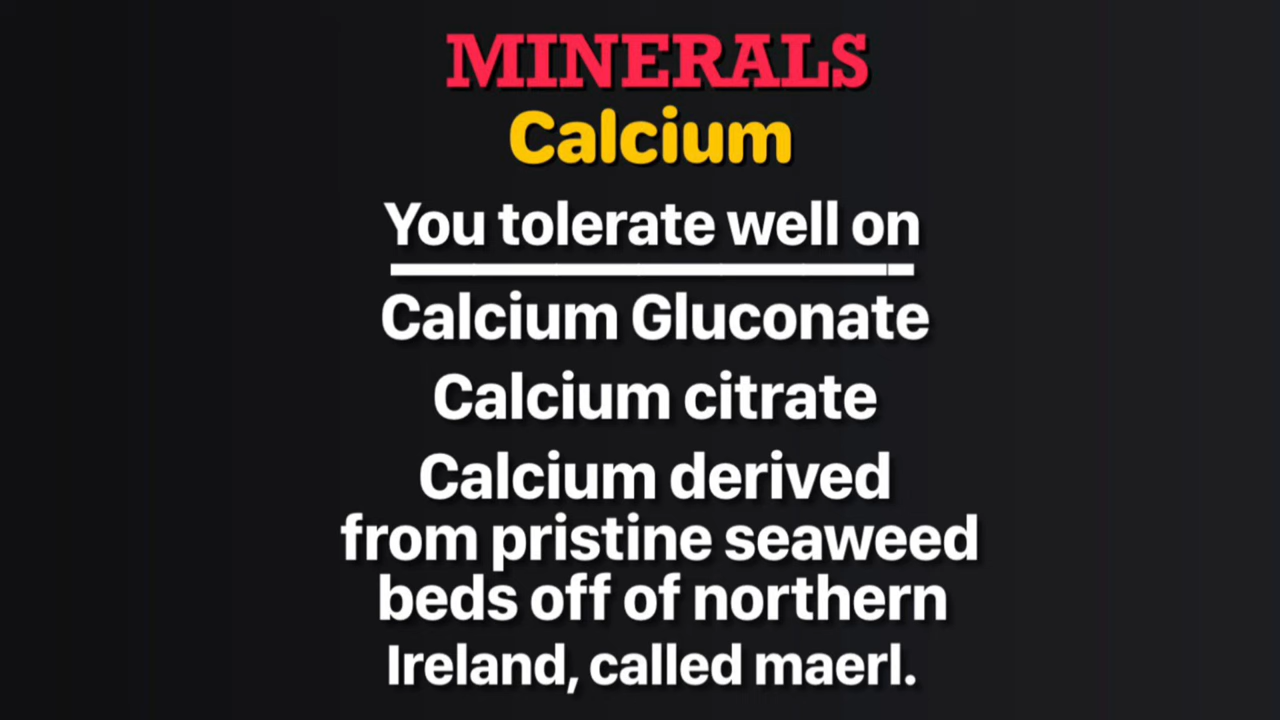 MINERALS
Calcium
You tolerate well on
Calcium Gluconate
Calcium citrate
Calcium derived
from pristine seaweed
beds off of northern
Ireland, called maerl.